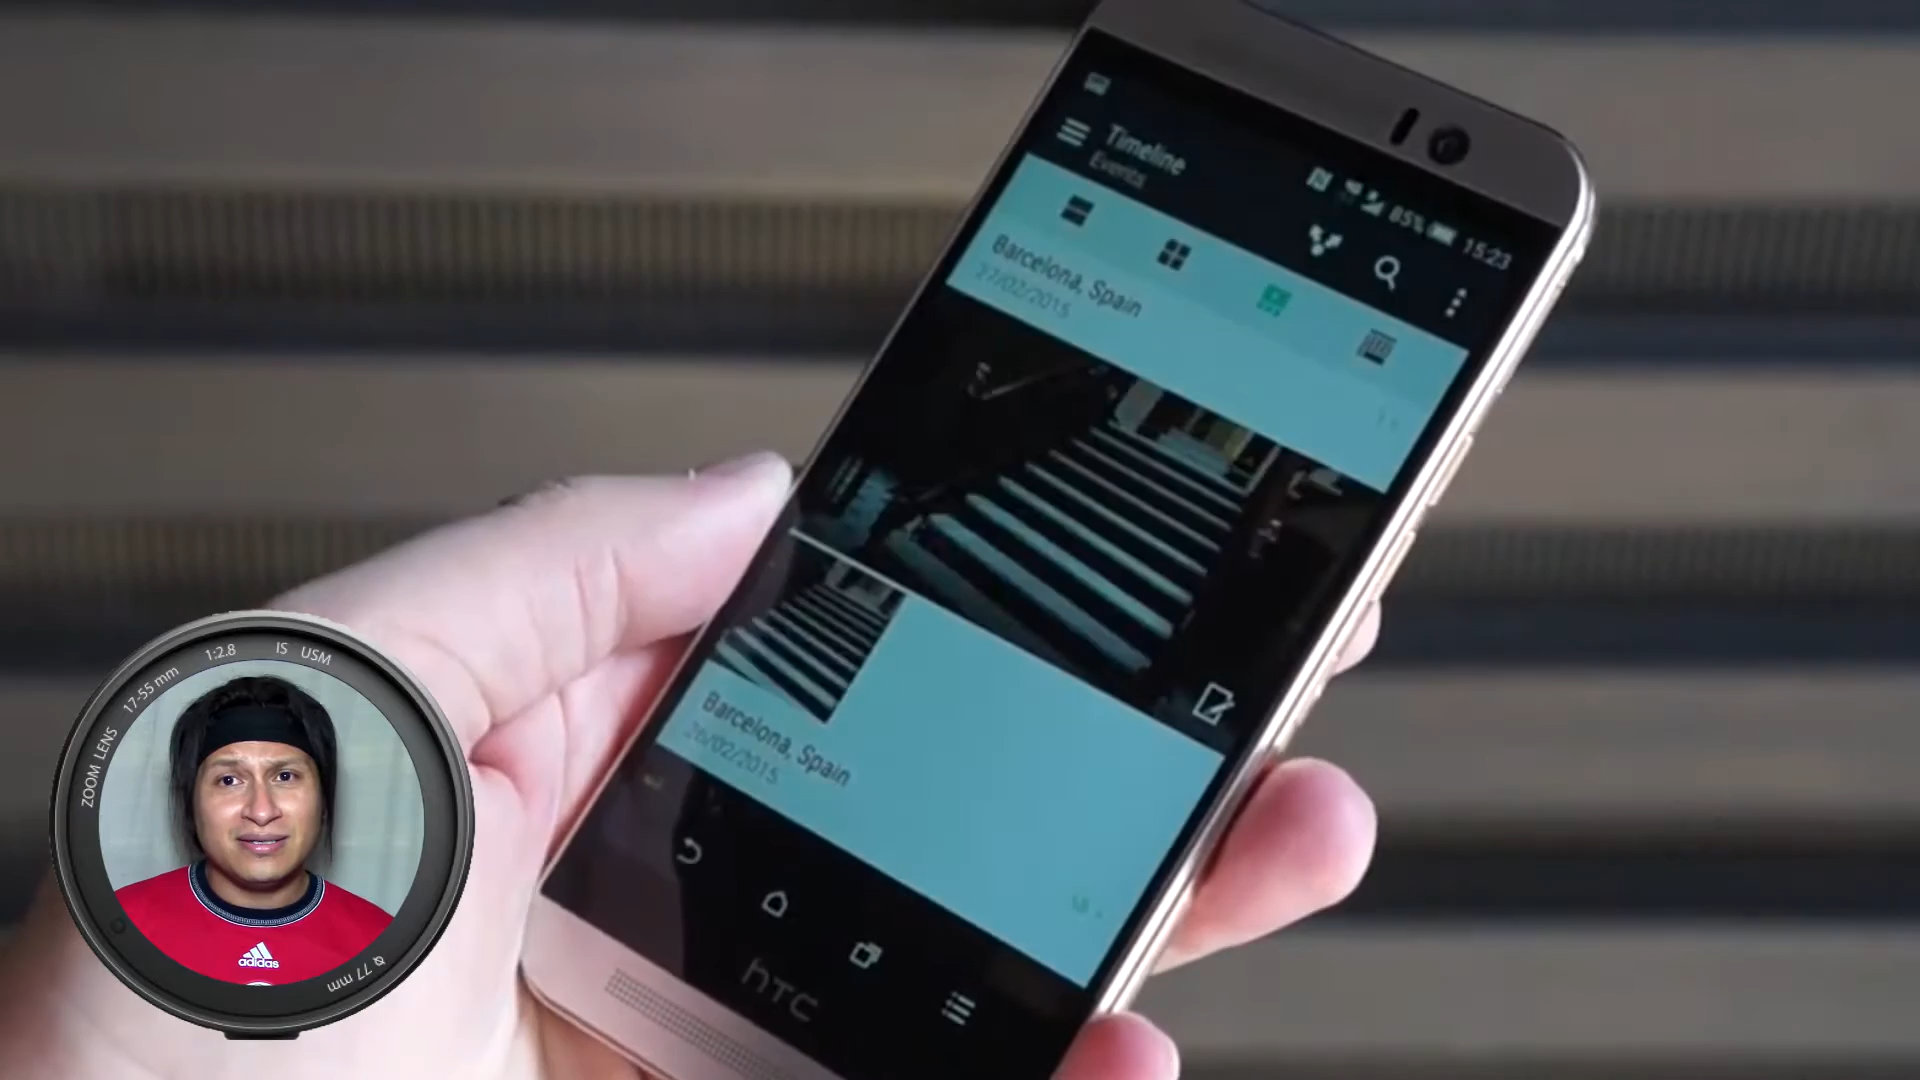 Timeline
Events
85%
15:23
Barcelona, Spain
27/02/2015
Barcelona, Spain
26/02/2015
hTC
ZOOM LENS 17-55 mm 1:2.8 IS USM
adidas
Ø 77 mm